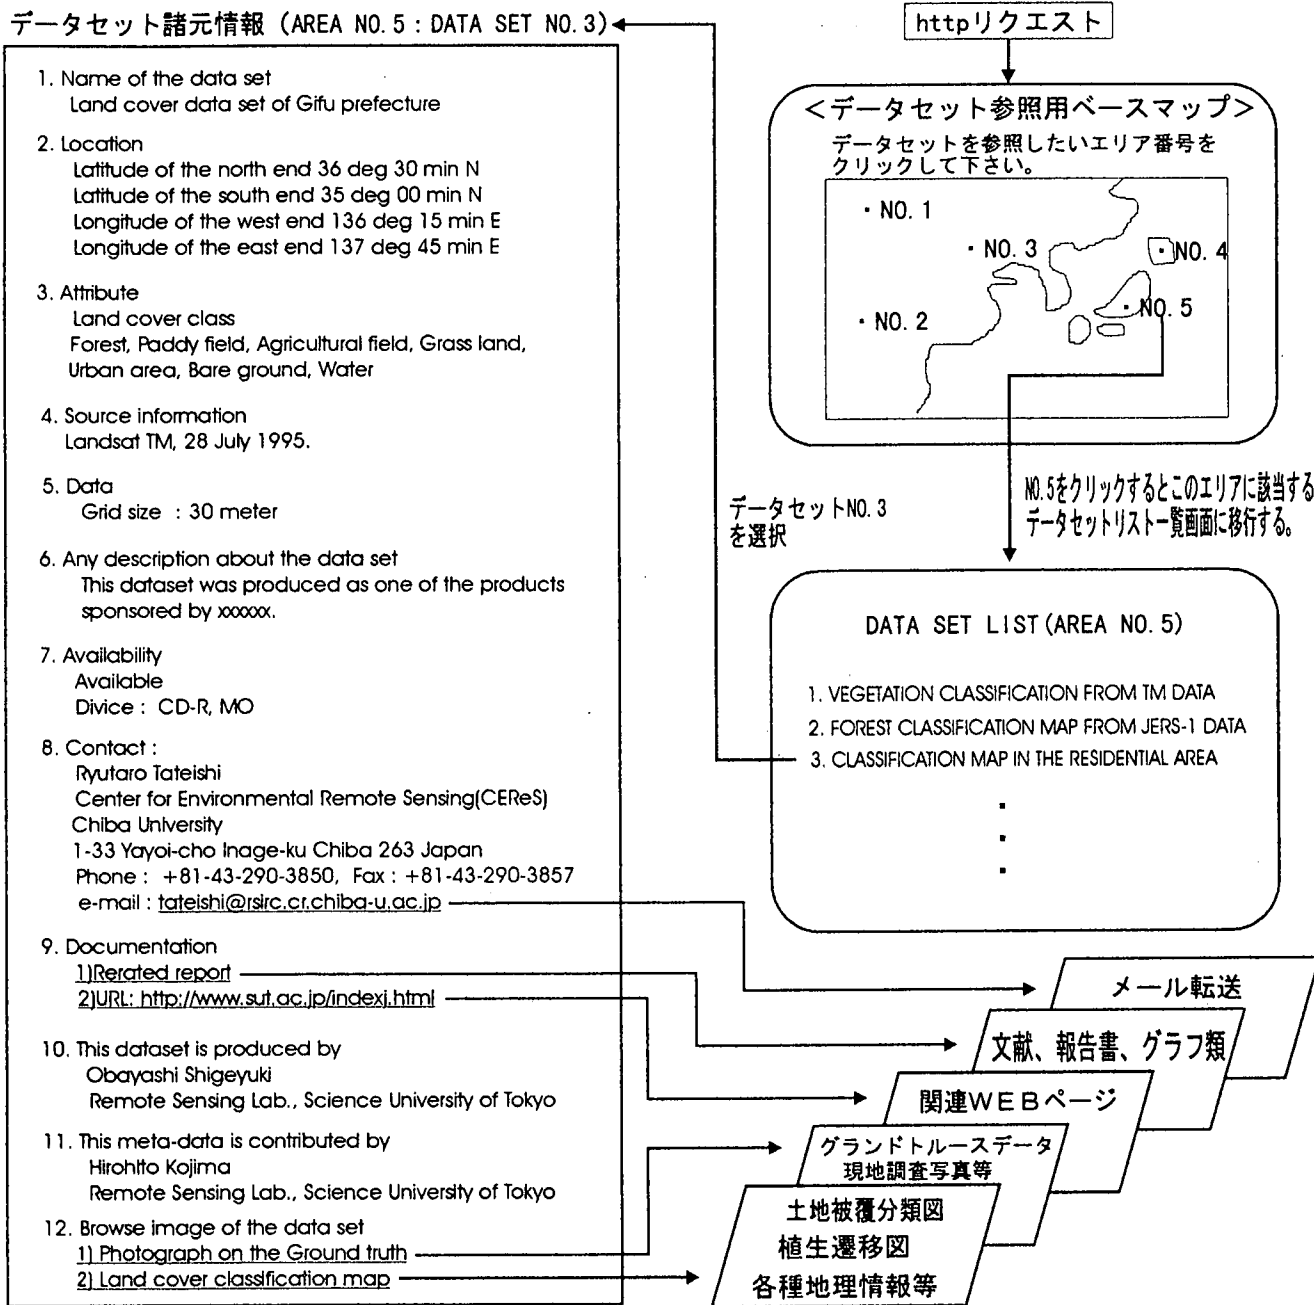 データセット諸元情報 (AREA NO.5 : DATA SET NO.3)
1. Name of the data set
Land cover data set of Gifu prefecture
2. Location
Latitude of the north end 36 deg 30 min N
Latitude of the south end 35 deg 00 min N
Longitude of the west end 136 deg 15 min E
Longitude of the east end 137 deg 45 min E
3. Attribute
Land cover class
Forest, Paddy field, Agricultural field, Grass land,
Urban area, Bare ground, Water
4. Source information
Landsat TM, 28 July 1995.
5. Data
Grid size : 30 meter
6. Any description about the data set
This dataset was produced as one of the products
sponsored by xxxxxx.
7. Availability
Available
Divice : CD-R, MO
8. Contact :
Ryutaro Tateishi
Center for Environmental Remote Sensing(CEReS)
Chiba University
1-33 Yayoi-cho Inage-ku Chiba 263 Japan
Phone : +81-43-290-3850, Fax : +81-43-290-3857
e-mail : tateishi@rsirc.cr.chiba-u.ac.jp
9. Documentation
1)Rerated report
2)URL: http://www.sut.ac.jp/indexj.html
10. This dataset is produced by
Obayashi Shigeyuki
Remote Sensing Lab., Science University of Tokyo
11. This meta-data is contributed by
Hirohito Kojima
Remote Sensing Lab., Science University of Tokyo
12. Browse image of the data set
1) Photograph on the Ground truth
2) Land cover classification map
httpリクエスト
＜データセット参照用ベースマップ＞
データセットを参照したいエリア番号を
クリックして下さい。
・NO. 1
・NO. 3
・NO. 4
・NO. 5
・NO. 2
データセットNO. 3
を選択
NO. 5をクリックするとこのエリアに該当する
データセットリスト一覧画面に移行する。
DATA SET LIST(AREA NO. 5)
1. VEGETATION CLASSIFICATION FROM TM DATA
2. FOREST CLASSIFICATION MAP FROM JERS-1 DATA
3. CLASSIFICATION MAP IN THE RESIDENTIAL AREA
メール転送
文献、報告書、グラフ類
関連ＷＥＢページ
グランドトルースデータ
現地調査写真等
土地被覆分類図
植生遷移図
各種地理情報等